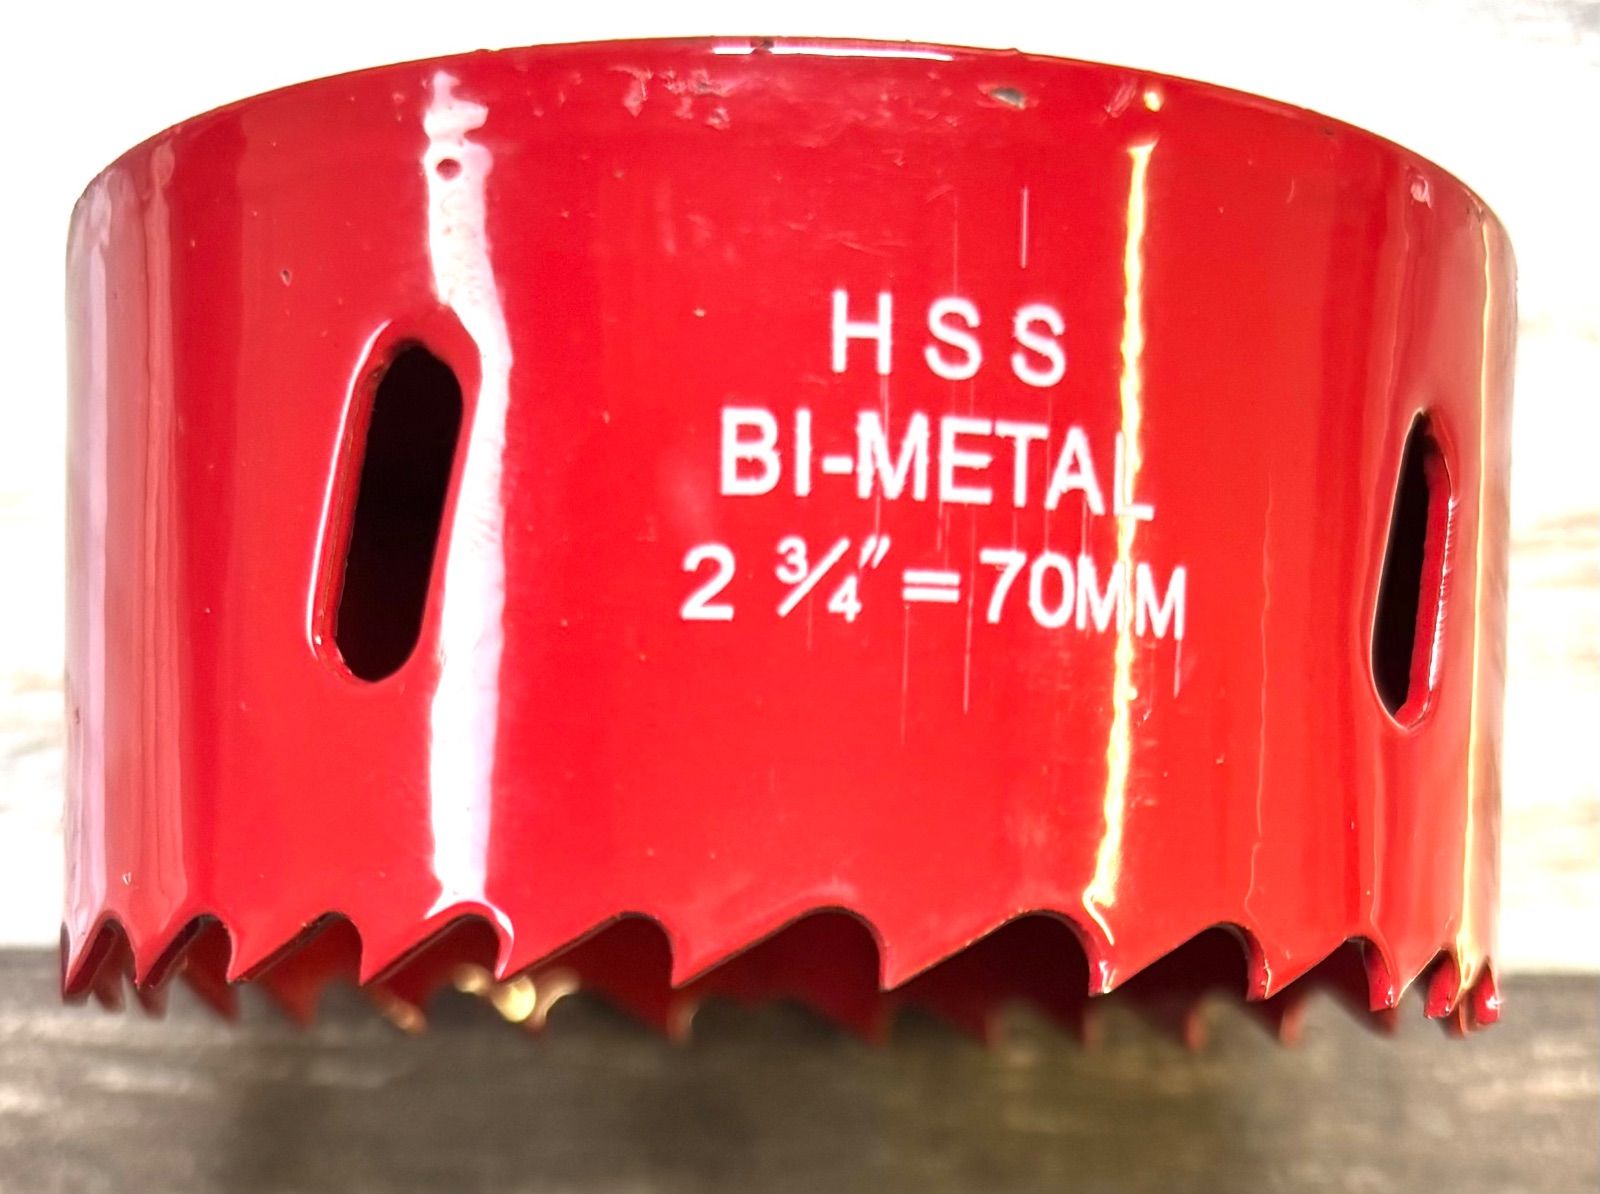 HSS
BI-METAL
2 ¾″ = 70MM